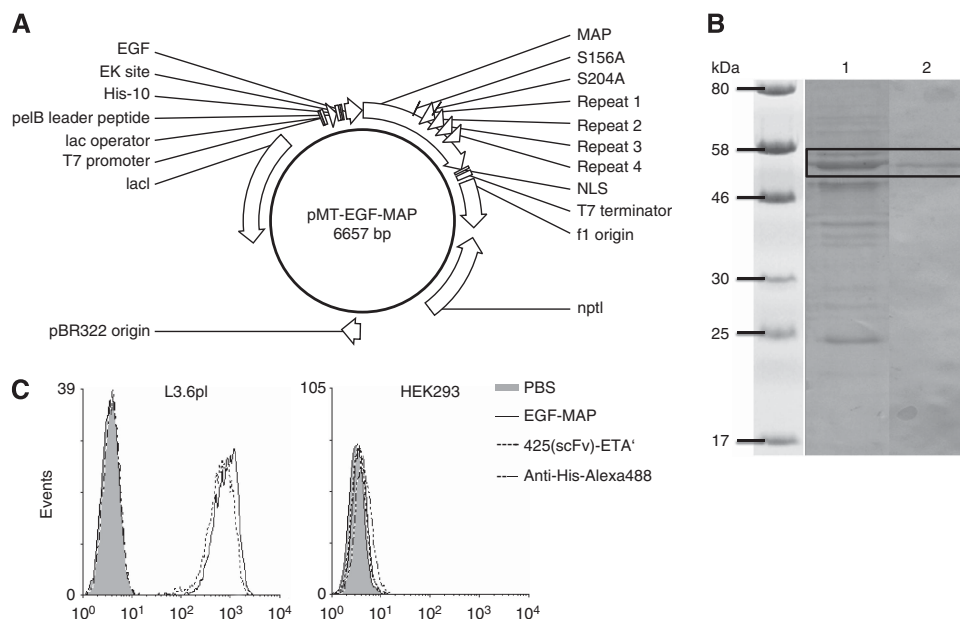 A
EGF
EK site
His-10
pelB leader peptide
lac operator
T7 promoter
lacI
pBR322 origin
MAP
S156A
S204A
Repeat 1
Repeat 2
Repeat 3
Repeat 4
NLS
T7 terminator
f1 origin
nptI
pMT-EGF-MAP
6657 bp
B
kDa 1 2
80
58
46
30
25
17
C
39 L3.6pl
Events
0
10⁰ 10¹ 10² 10³ 10⁴
105 HEK293
0
10⁰ 10¹ 10² 10³ 10⁴
PBS
EGF-MAP
425(scFv)-ETA‘
Anti-His-Alexa488